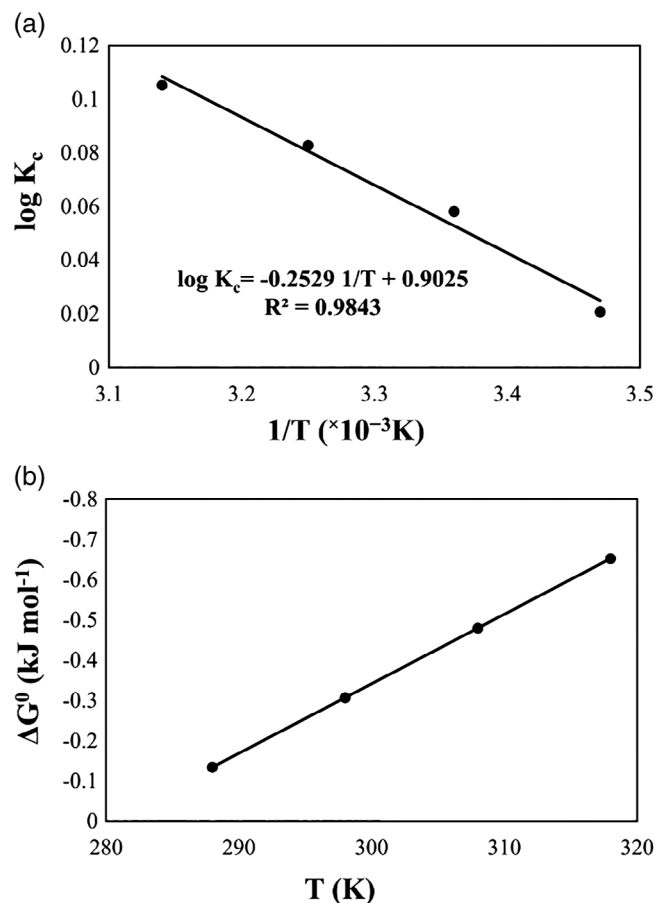 (a)
0.12
0.1
0.08
0.06
0.04
0.02
0
log K_c
log K_c= -0.2529 1/T + 0.9025
R² = 0.9843
3.1 3.2 3.3 3.4 3.5
1/T (×10⁻³K)
(b)
-0.8
-0.7
-0.6
-0.5
-0.4
-0.3
-0.2
-0.1
0
ΔG⁰ (kJ mol⁻¹)
280 290 300 310 320
T (K)